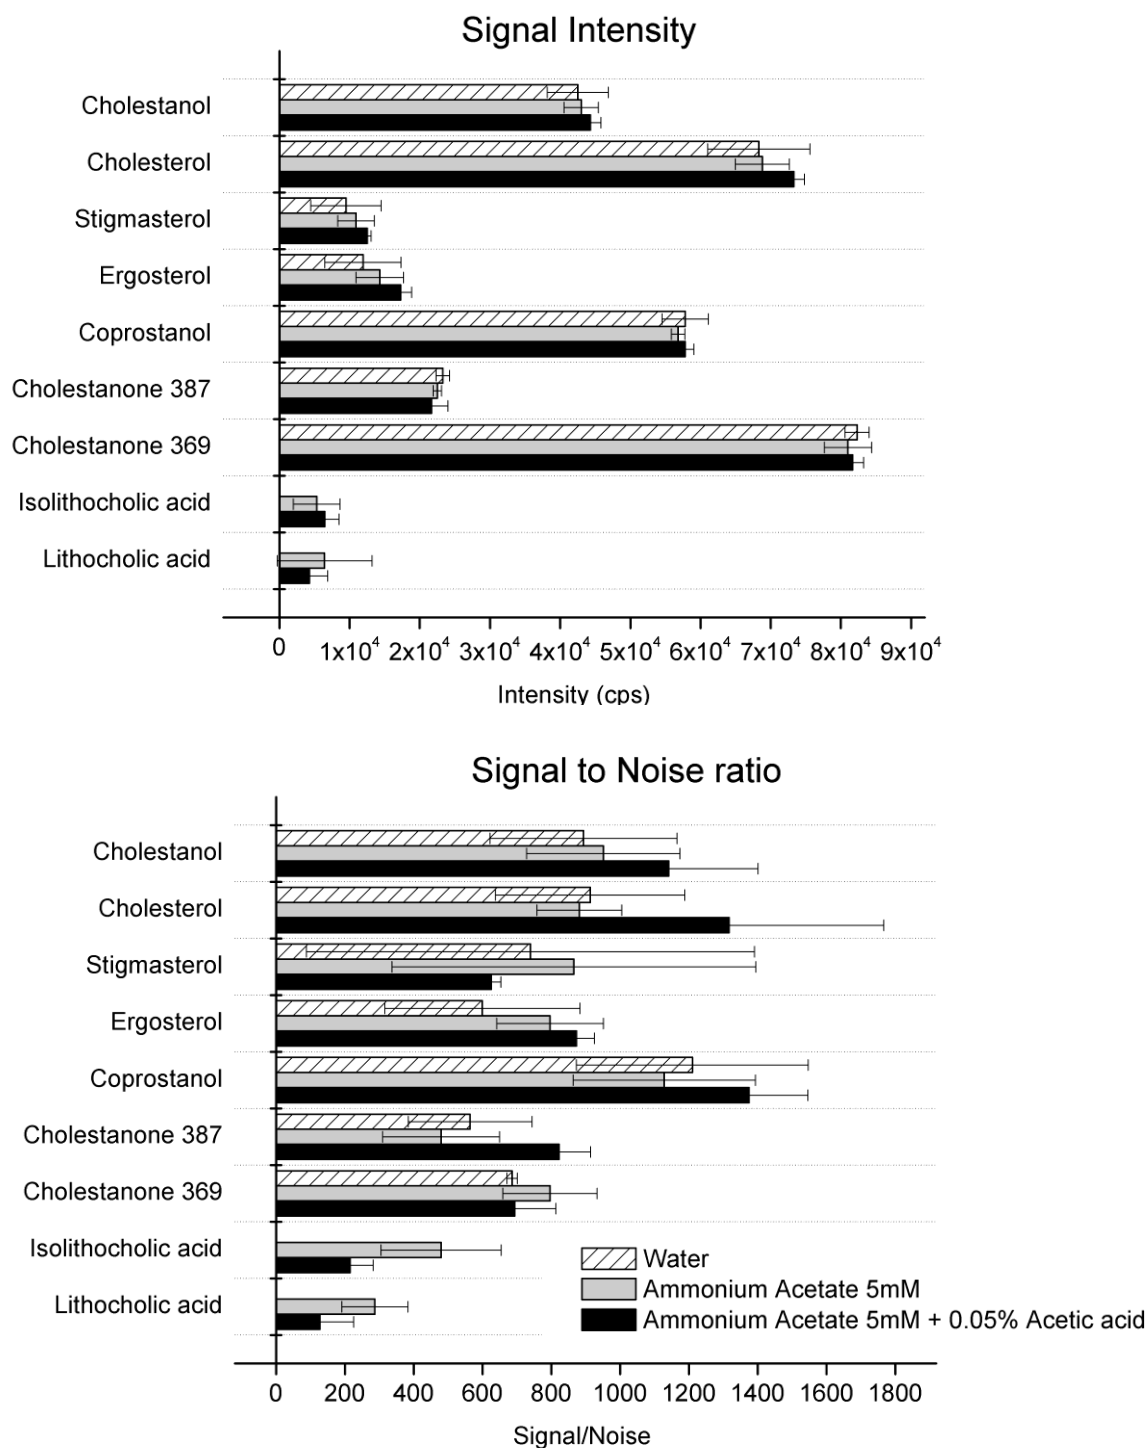 Signal Intensity
Cholestanol
Cholesterol
Stigmasterol
Ergosterol
Coprostanol
Cholestanone 387
Cholestanone 369
Isolithocholic acid
Lithocholic acid
0 1x10⁴ 2x10⁴ 3x10⁴ 4x10⁴ 5x10⁴ 6x10⁴ 7x10⁴ 8x10⁴ 9x10⁴
Intensity (cps)
Signal to Noise ratio
Cholestanol
Cholesterol
Stigmasterol
Ergosterol
Coprostanol
Cholestanone 387
Cholestanone 369
Isolithocholic acid
Lithocholic acid
Water
Ammonium Acetate 5mM
Ammonium Acetate 5mM + 0.05% Acetic acid
0 200 400 600 800 1000 1200 1400 1600 1800
Signal/Noise